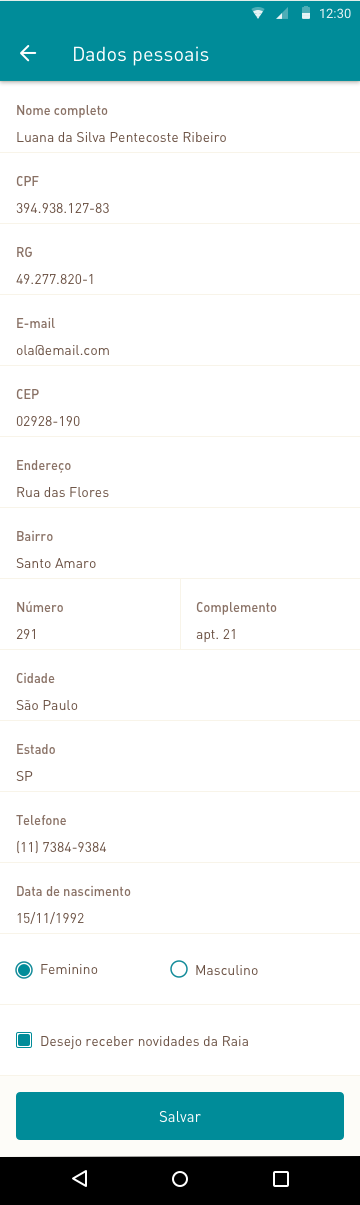 12:30
Dados pessoais
Nome completo
Luana da Silva Pentecoste Ribeiro
CPF
394.938.127-83
RG
49.277.820-1
E-mail
ola@email.com
CEP
02928-190
Endereço
Rua das Flores
Bairro
Santo Amaro
Número
291
Complemento
apt. 21
Cidade
São Paulo
Estado
SP
Telefone
(11) 7384-9384
Data de nascimento
15/11/1992
Feminino
Masculino
Desejo receber novidades da Raia
Salvar